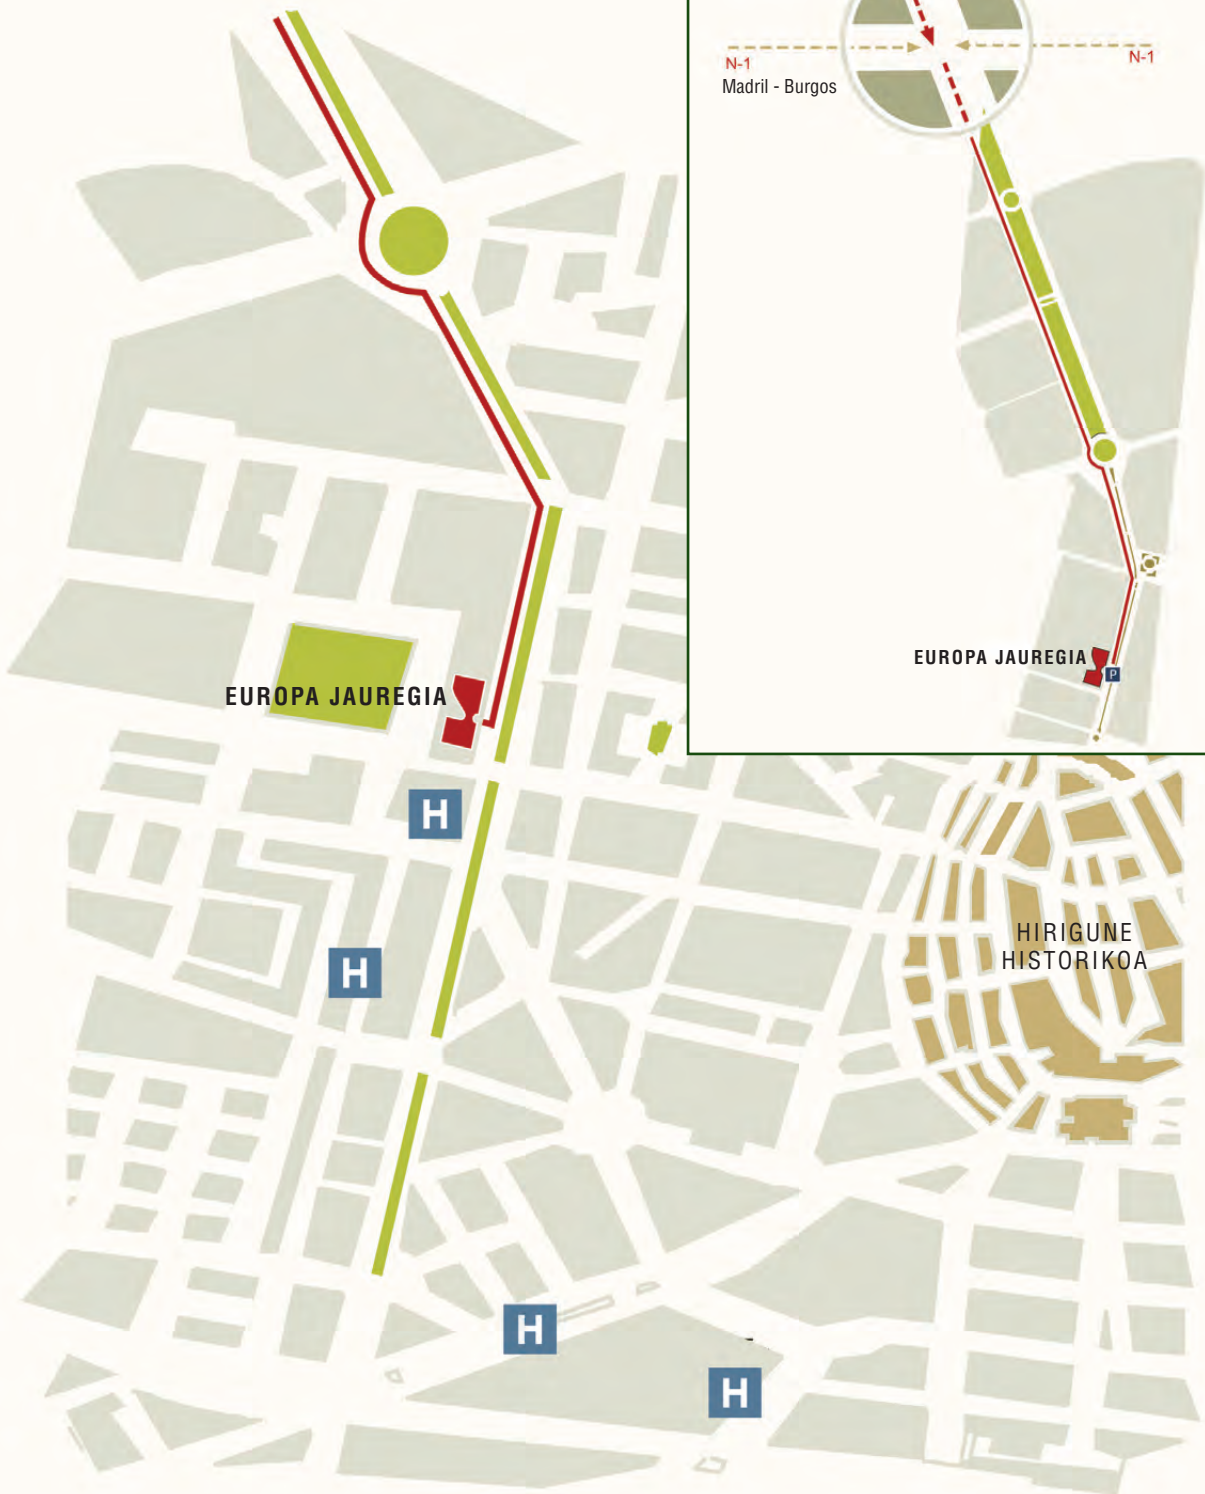 N-1
N-1
Madril - Burgos
EUROPA JAUREGIA
P
EUROPA JAUREGIA
H
HIRIGUNE
HISTORIKOA
H
H
H